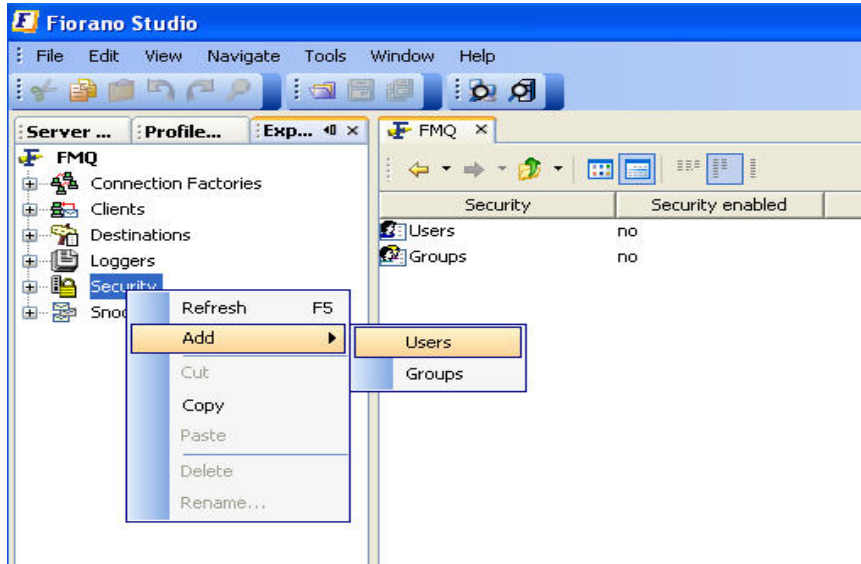 Fiorano Studio
File Edit View Navigate Tools Window Help
Server ... Profile... Exp...
FMQ
FMQ
Connection Factories
Clients
Destinations
Loggers
Security
Snoo
Refresh F5
Add
Cut
Copy
Paste
Delete
Rename...
Users
Groups
Security Security enabled
Users no
Groups no